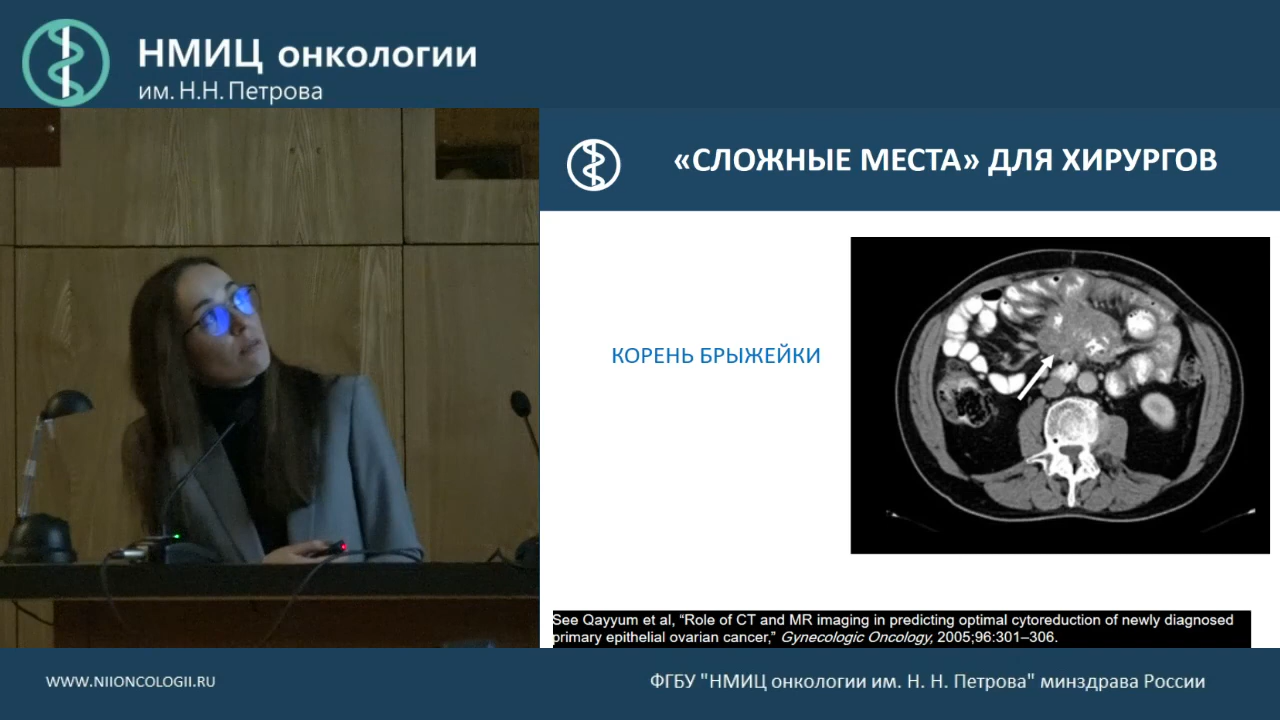 НМИЦ онкологии
им. Н.Н. Петрова
«СЛОЖНЫЕ МЕСТА» ДЛЯ ХИРУРГОВ
КОРЕНЬ БРЫЖЕЙКИ
See Qayyum et al, “Role of CT and MR imaging in predicting optimal cytoreduction of newly diagnosed
primary epithelial ovarian cancer,” Gynecologic Oncology, 2005;96:301–306.
WWW.NIIONCOLOGII.RU
ФГБУ "НМИЦ онкологии им. Н. Н. Петрова" минздрава России